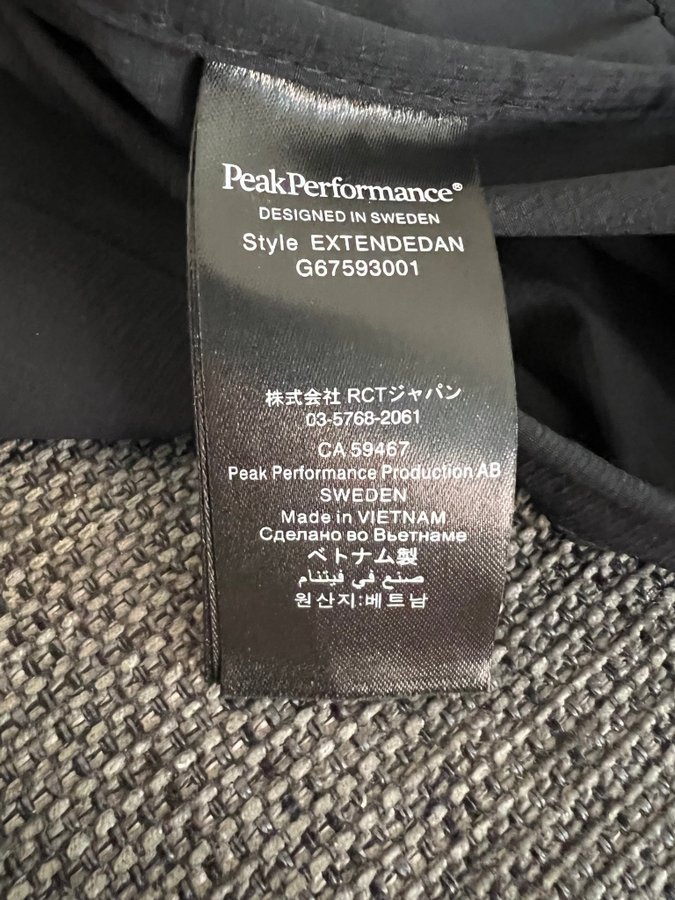 PeakPerformance®
DESIGNED IN SWEDEN
Style EXTENDEDAN
G67593001
株式会社 RCTジャパン
03-5768-2061
CA 59467
Peak Performance Production AB
SWEDEN
Made in VIETNAM
Сделано во Вьетнаме
ベトナム製
صنع في فيتنام
원산지:베트남